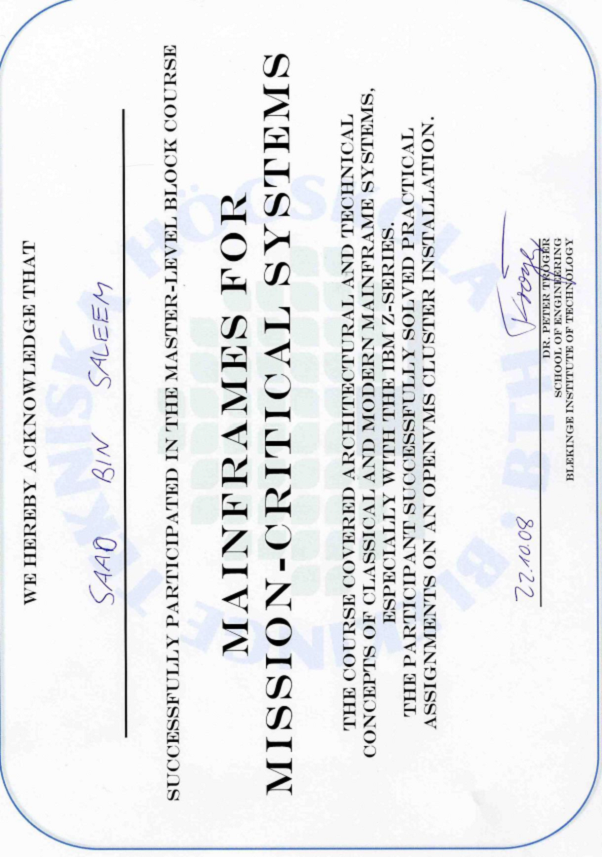 WE HEREBY ACKNOWLEDGE THAT
SAAD BIN SALEEM
SUCCESSFULLY PARTICIPATED IN THE MASTER-LEVEL BLOCK COURSE
MAINFRAMES FOR
MISSION-CRITICAL SYSTEMS
THE COURSE COVERED ARCHITECTURAL AND TECHNICAL
CONCEPTS OF CLASSICAL AND MODERN MAINFRAME SYSTEMS,
ESPECIALLY WITH THE IBM Z-SERIES.
THE PARTICIPANT SUCCESSFULLY SOLVED PRACTICAL
ASSIGNMENTS ON AN OPENVMS CLUSTER INSTALLATION.
22.10.08
DR. PETER TRÖGER
SCHOOL OF ENGINEERING
BLEKINGE INSTITUTE OF TECHNOLOGY
BLEKINGE TEKNISKA HÖGSKOLA · BTH ·